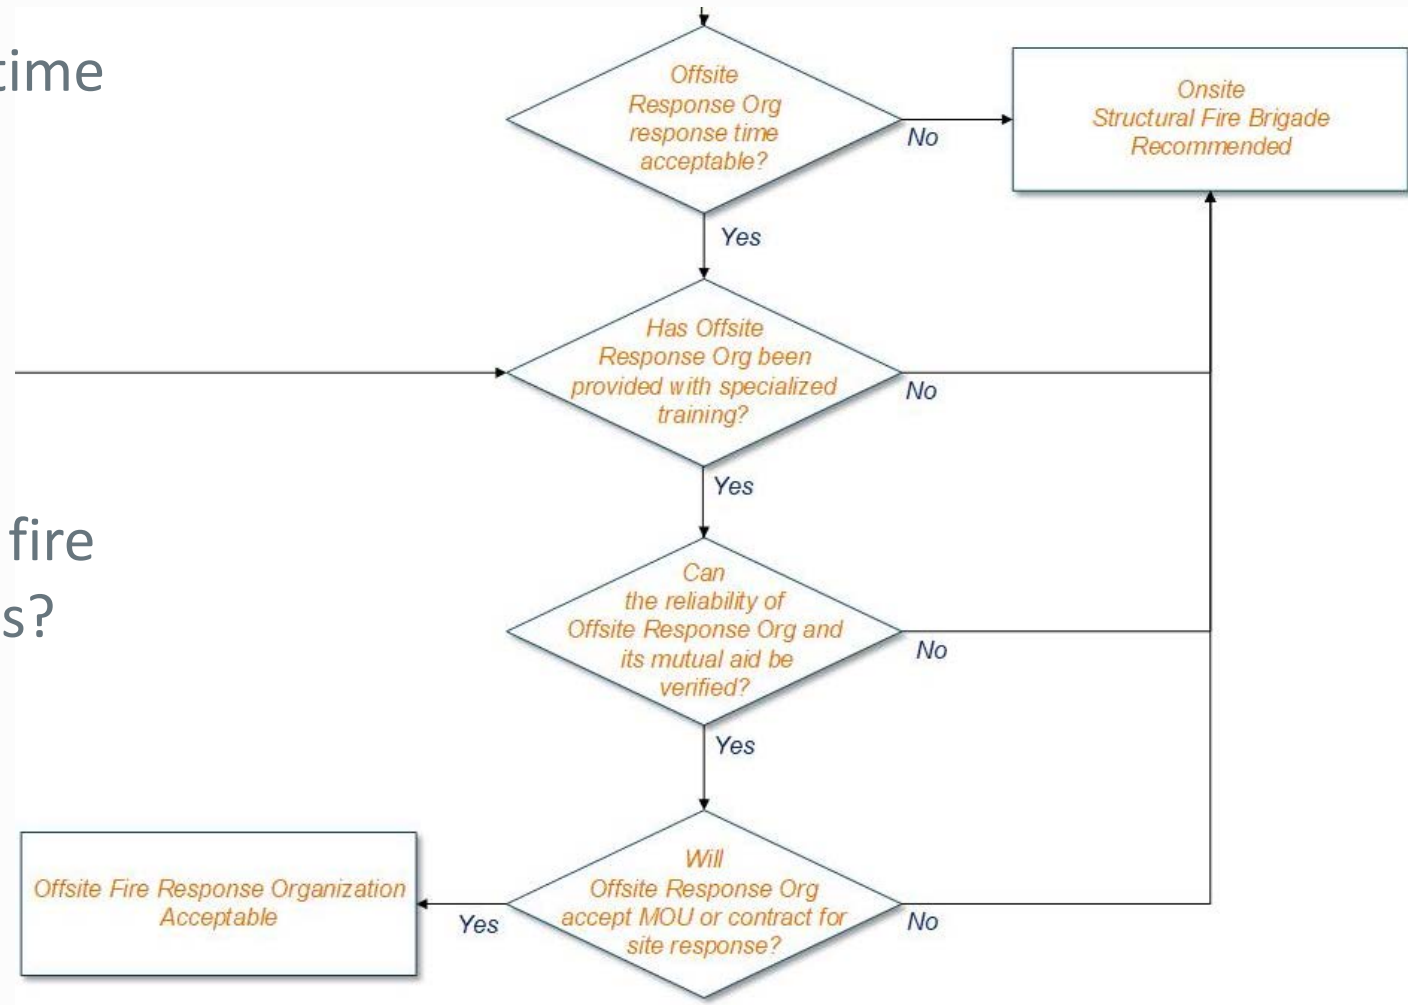 time
fire
s?
Offsite
Response Org
response time
acceptable?
No
Onsite
Structural Fire Brigade
Recommended
Yes
Has Offsite
Response Org been
provided with specialized
training?
No
Yes
Can
the reliability of
Offsite Response Org and
its mutual aid be
verified?
No
Yes
Will
Offsite Response Org
accept MOU or contract for
site response?
No
Yes
Offsite Fire Response Organization
Acceptable